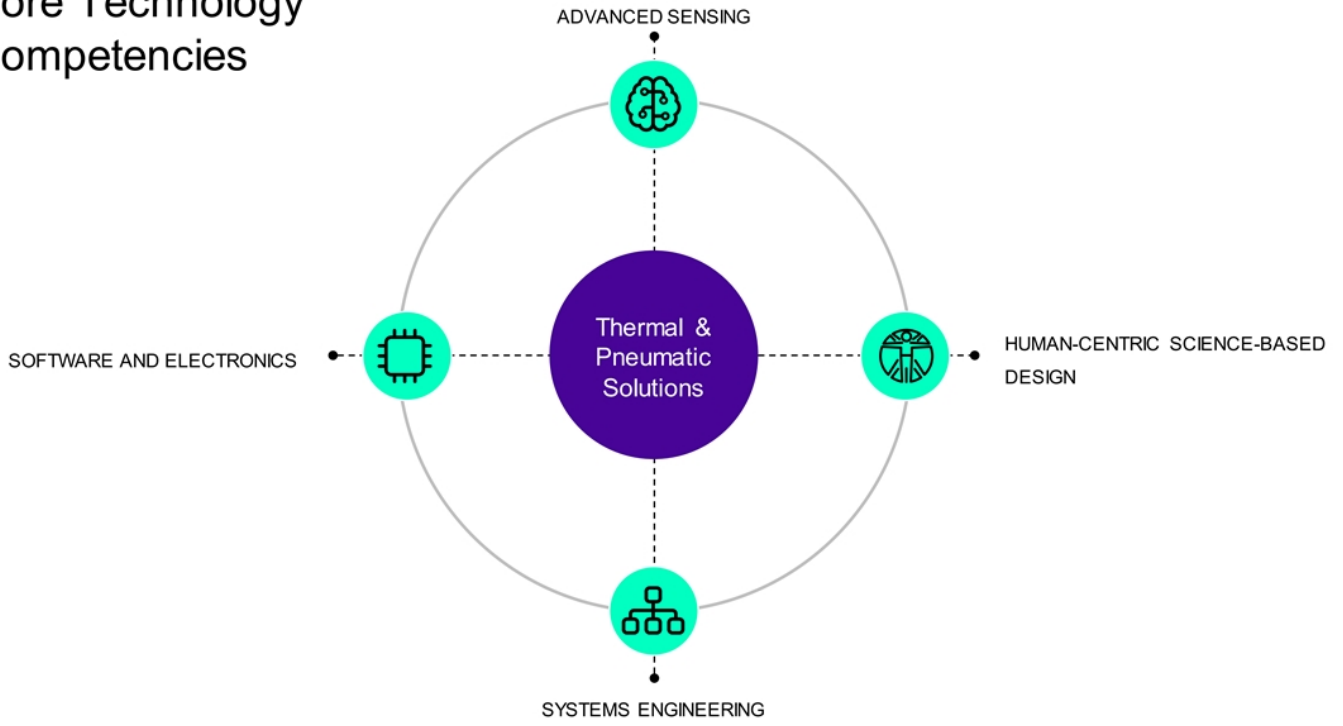 ore Technology
ompetencies
ADVANCED SENSING
SOFTWARE AND ELECTRONICS
Thermal &
Pneumatic
Solutions
HUMAN-CENTRIC SCIENCE-BASED
DESIGN
SYSTEMS ENGINEERING